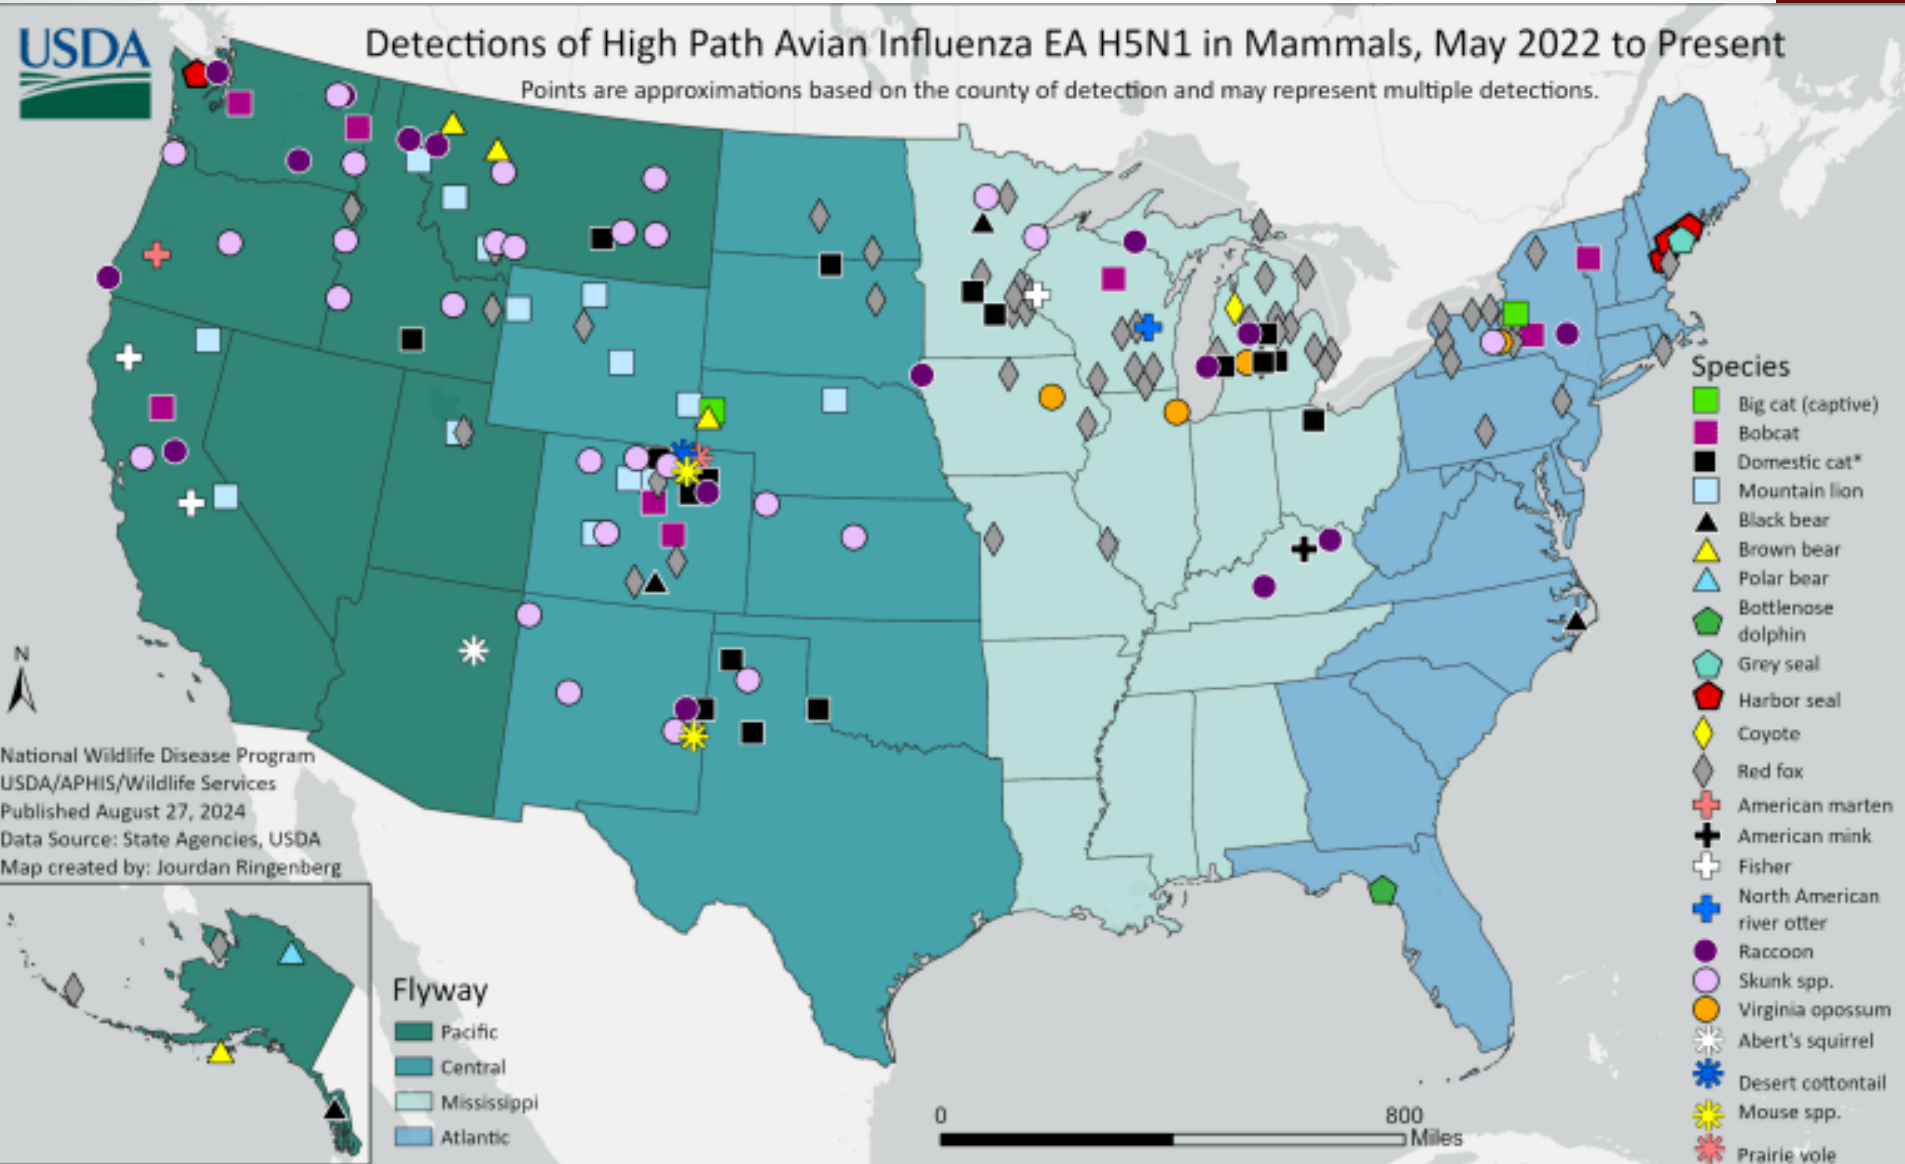 USDA
Detections of High Path Avian Influenza EA H5N1 in Mammals, May 2022 to Present
Points are approximations based on the county of detection and may represent multiple detections.
Species
Big cat (captive)
Bobcat
Domestic cat*
Mountain lion
Black bear
Brown bear
Polar bear
Bottlenose
dolphin
Grey seal
Harbor seal
Coyote
Red fox
American marten
American mink
Fisher
North American
river otter
Raccoon
Skunk spp.
Virginia opossum
Abert's squirrel
Desert cottontail
Mouse spp.
Prairie vole
N
National Wildlife Disease Program
USDA/APHIS/Wildlife Services
Published August 27, 2024
Data Source: State Agencies, USDA
Map created by: Jourdan Ringenberg
Flyway
Pacific
Central
Mississippi
Atlantic
0 800
Miles